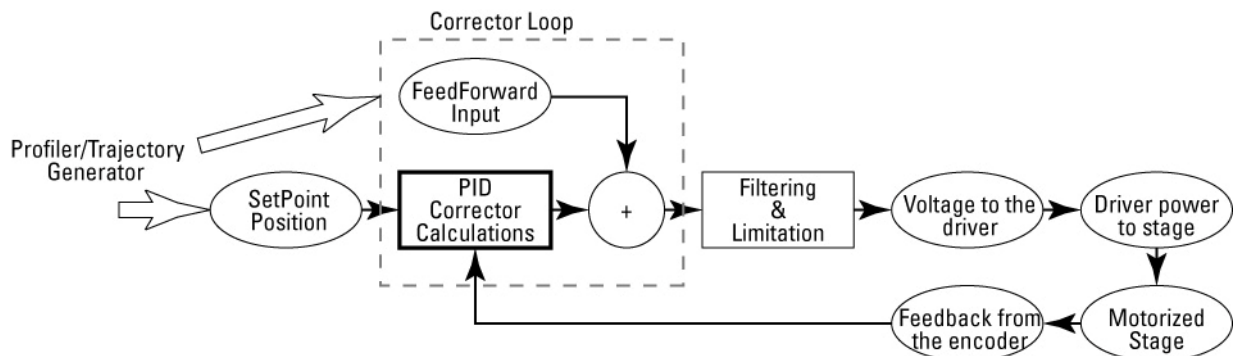 Corrector Loop
FeedForward
Input
Profiler/Trajectory
Generator
SetPoint
Position
PID
Corrector
Calculations
+
Filtering
&
Limitation
Voltage to the
driver
Driver power
to stage
Feedback from
the encoder
Motorized
Stage